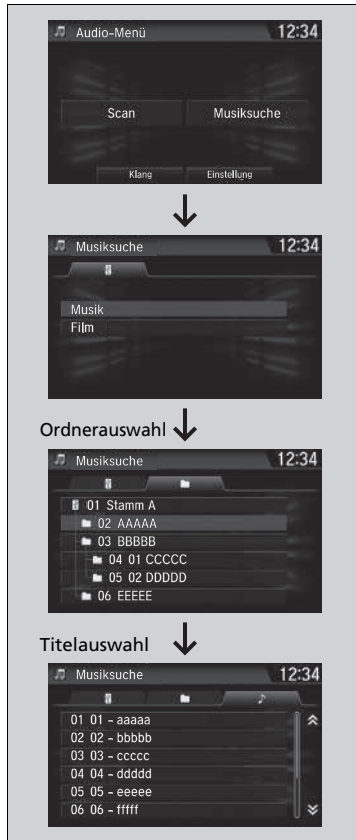 Audio-Menü 12:34
Scan Musiksuche
Klang Einstellung
Musiksuche 12:34
Musik
Film
Ordnerauswahl
Musiksuche 12:34
01 Stamm A
02 AAAAA
03 BBBBB
04 01 CCCCC
05 02 DDDDD
06 EEEEE
Titelauswahl
Musiksuche 12:34
01 01 – aaaaa
02 02 – bbbbb
03 03 – ccccc
04 04 – ddddd
05 05 – eeeee
06 06 – fffff